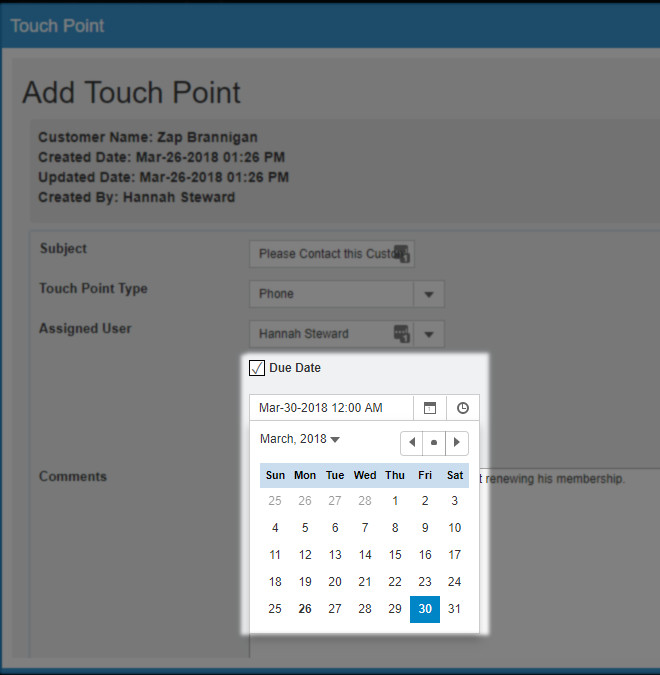 Touch Point
Add Touch Point
Customer Name: Zap Brannigan
Created Date: Mar-26-2018 01:26 PM
Updated Date: Mar-26-2018 01:26 PM
Created By: Hannah Steward
Subject
Please Contact this Custo
Touch Point Type
Phone
Assigned User
Hannah Steward
Due Date
Mar-30-2018 12:00 AM
March, 2018
Comments
t renewing his membership.
Sun Mon Tue Wed Thu Fri Sat
25 26 27 28 1 2 3
4 5 6 7 8 9 10
11 12 13 14 15 16 17
18 19 20 21 22 23 24
25 26 27 28 29 30 31